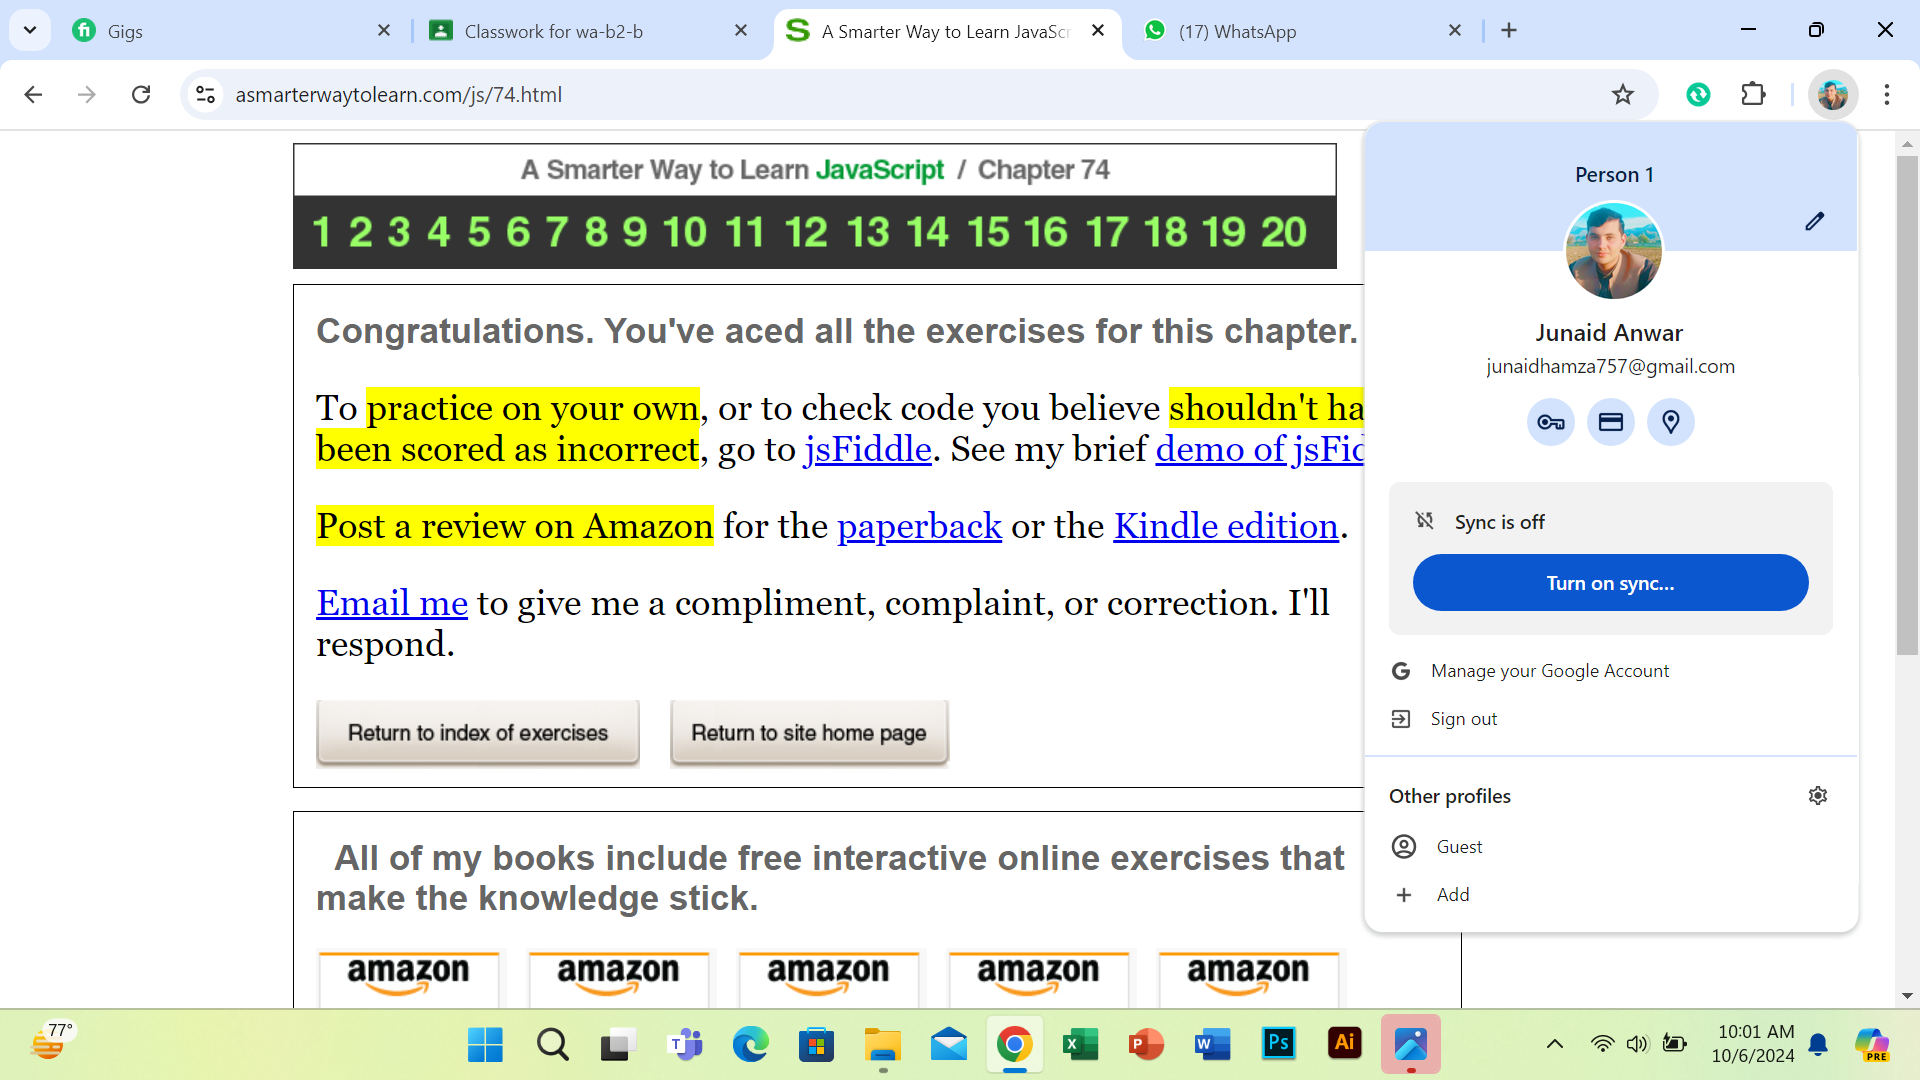 Gigs
Classwork for wa-b2-b
A Smarter Way to Learn JavaScr
(17) WhatsApp
asmarterwaytolearn.com/js/74.html
A Smarter Way to Learn JavaScript / Chapter 74
1 2 3 4 5 6 7 8 9 10 11 12 13 14 15 16 17 18 19 20
Congratulations. You've aced all the exercises for this chapter.
To practice on your own, or to check code you believe shouldn't ha
been scored as incorrect, go to jsFiddle. See my brief demo of jsFid
Post a review on Amazon for the paperback or the Kindle edition.
Email me to give me a compliment, complaint, or correction. I'll
respond.
Return to index of exercises
Return to site home page
All of my books include free interactive online exercises that
make the knowledge stick.
amazon amazon amazon amazon amazon
Person 1
Junaid Anwar
junaidhamza757@gmail.com
Sync is off
Turn on sync...
Manage your Google Account
Sign out
Other profiles
Guest
Add
77°
10:01 AM
10/6/2024
PRE